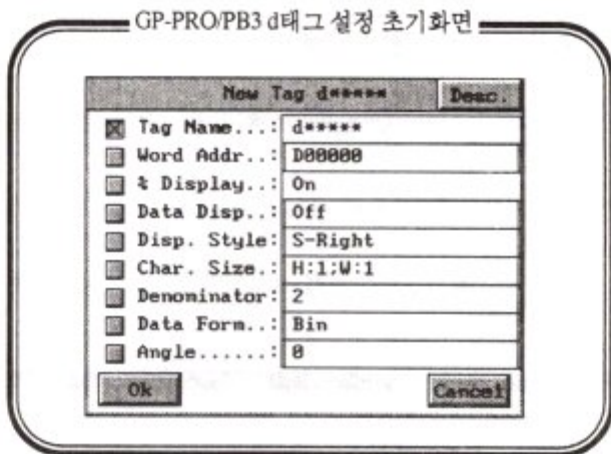 GP-PRO/PB3 d태그 설정 초기화면
New Tag d***** Desc.
Tag Name...: d*****
Word Addr..: D00000
% Display..: On
Data Disp..: Off
Disp. Style: S-Right
Char. Size.: H:1;W:1
Denominator: 2
Data Form..: Bin
Angle......: 0
Ok Cancel